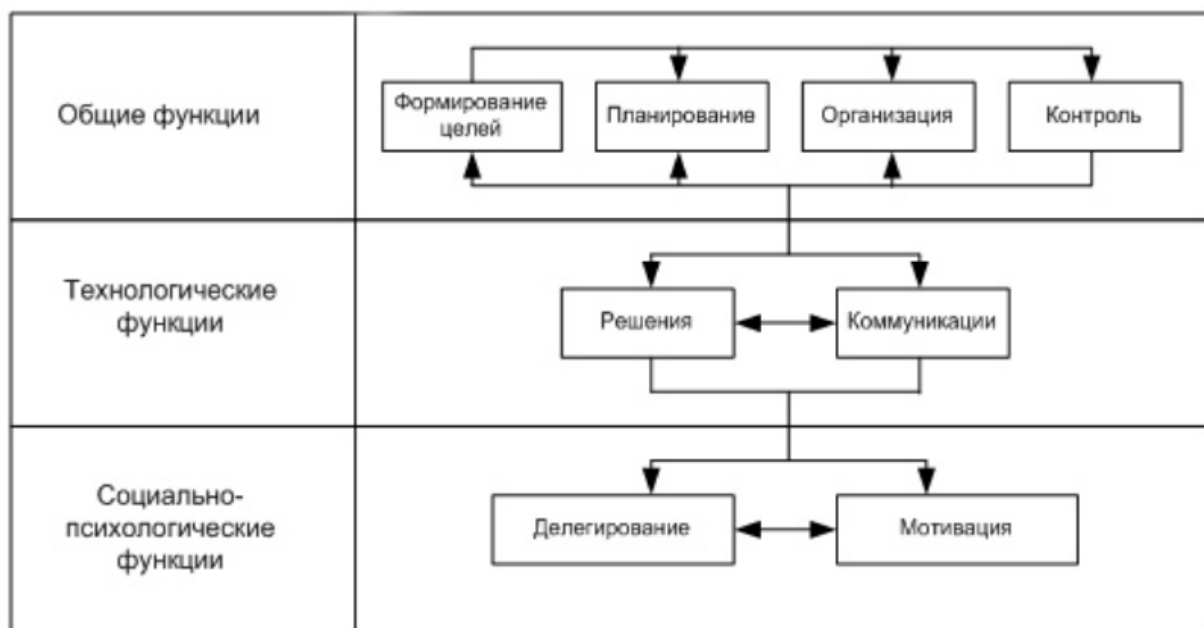 Общие функции
Формирование
целей
Планирование
Организация
Контроль
Технологические
функции
Решения
Коммуникации
Социально-
психологические
функции
Делегирование
Мотивация